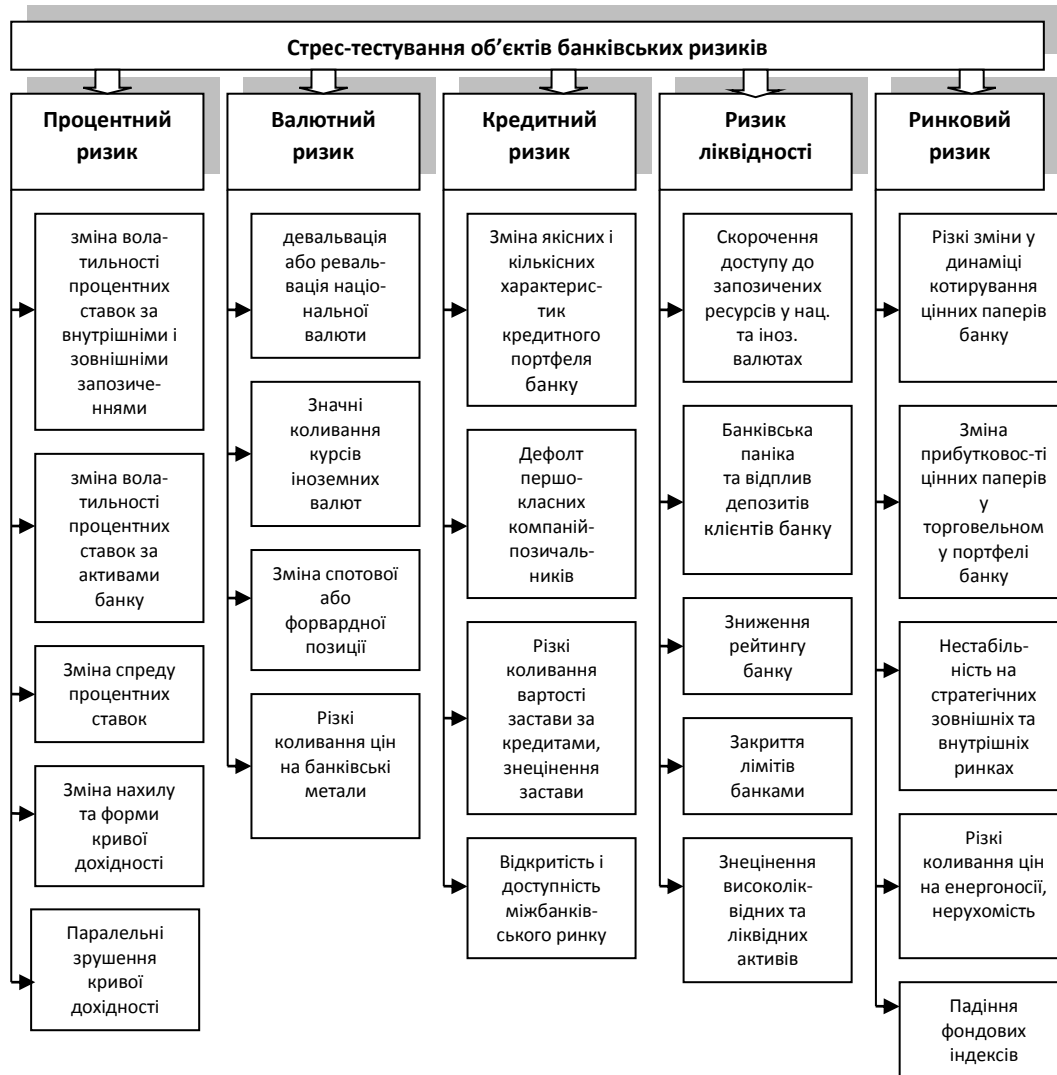 Стрес-тестування об’єктів банківських ризиків
Процентний
ризик
зміна вола-
тильності
процентних
ставок за
внутрішніми і
зовнішніми
запозиче-
ннями
зміна вола-
тильності
процентних
ставок за
активами
банку
Зміна спреду
процентних
ставок
Зміна нахилу
та форми
кривої
дохідності
Паралельні
зрушення
кривої
дохідності
Валютний
ризик
девальвація
або реваль-
вація націо-
нальної
валюти
Значні
коливання
курсів
іноземних
валют
Зміна спотової
або
форвардної
позиції
Різкі
коливання цін
на банківські
метали
Кредитний
ризик
Зміна якісних і
кількісних
характерис-
тик
кредитного
портфеля
банку
Дефолт
першо-
класних
компаній-
позичаль-
ників
Різкі
коливання
вартості
застави за
кредитами,
знецінення
застави
Відкритість і
доступність
міжбанків-
ського ринку
Ризик
ліквідності
Скорочення
доступу до
запозичених
ресурсів у нац.
та іноз.
валютах
Банківська
паніка
та відплив
депозитів
клієнтів банку
Зниження
рейтингу
банку
Закриття
лімітів
банками
Знецінення
високолік-
відних та
ліквідних
активів
Ринковий
ризик
Різкі зміни у
динаміці
котирування
цінних паперів
банку
Зміна
прибутковос-ті
цінних паперів
у
торговельном
у портфелі
банку
Нестабіль-
ність на
стратегічних
зовнішніх та
внутрішніх
ринках
Різкі
коливання цін
на енергоносії,
нерухомість
Падіння
фондових
індексів